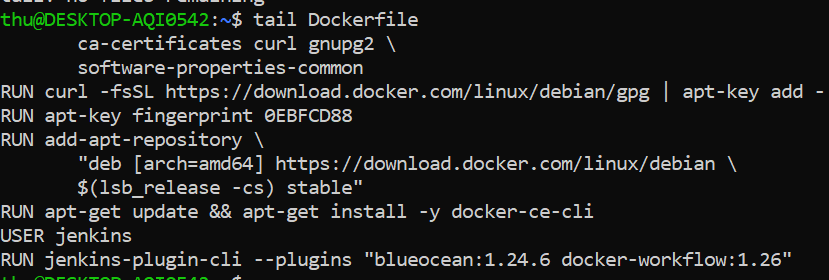 thu@DESKTOP-AQI0542:~$ tail Dockerfile
        ca-certificates curl gnupg2 \
        software-properties-common
RUN curl -fsSL https://download.docker.com/linux/debian/gpg | apt-key add -
RUN apt-key fingerprint 0EBFCD88
RUN add-apt-repository \
        "deb [arch=amd64] https://download.docker.com/linux/debian \
        $(lsb_release -cs) stable"
RUN apt-get update && apt-get install -y docker-ce-cli
USER jenkins
RUN jenkins-plugin-cli --plugins "blueocean:1.24.6 docker-workflow:1.26"